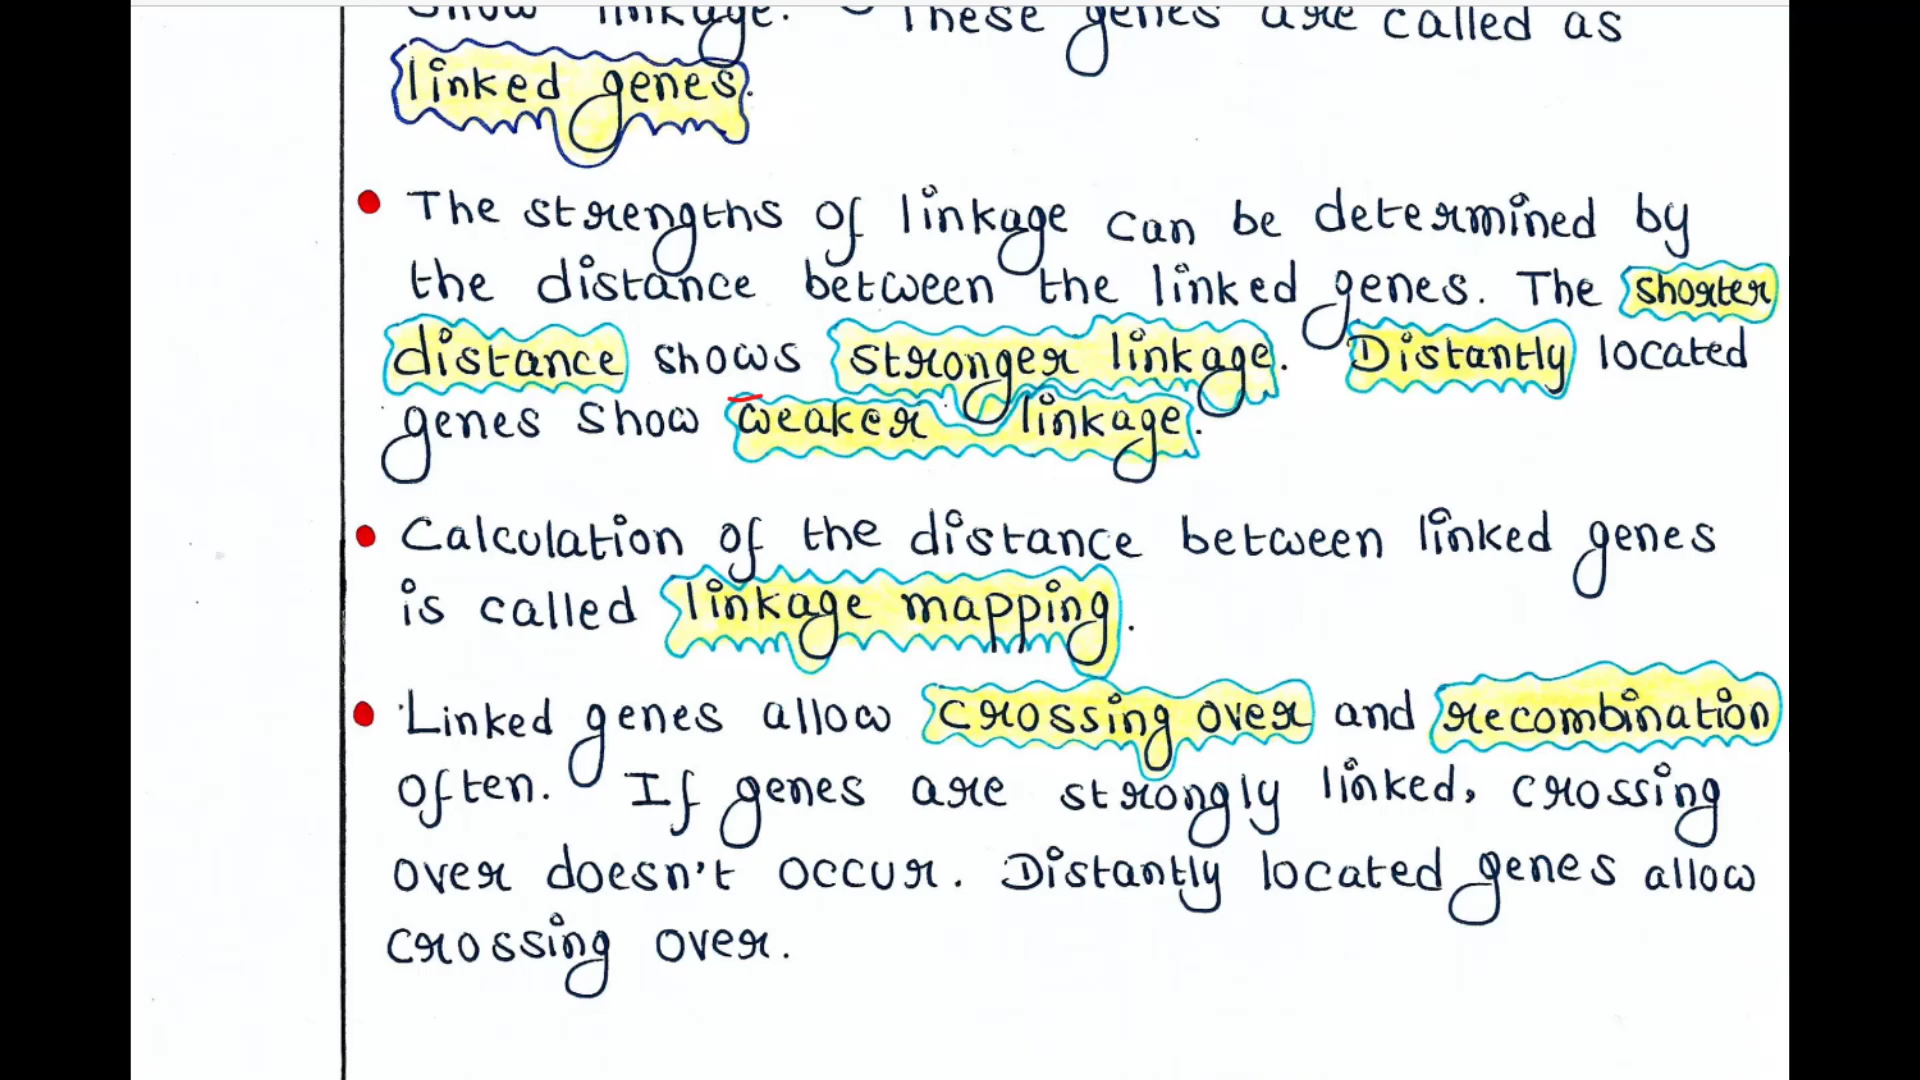 show linkage. These genes are called as
linked genes.
• The strengths of linkage can be determined by
the distance between the linked genes. The shorter
distance shows stronger linkage. Distantly located
genes show weaker linkage.
• Calculation of the distance between linked genes
is called linkage mapping.
• Linked genes allow crossing over and recombination
often. If genes are strongly linked, crossing
over doesn't occur. Distantly located genes allow
crossing over.